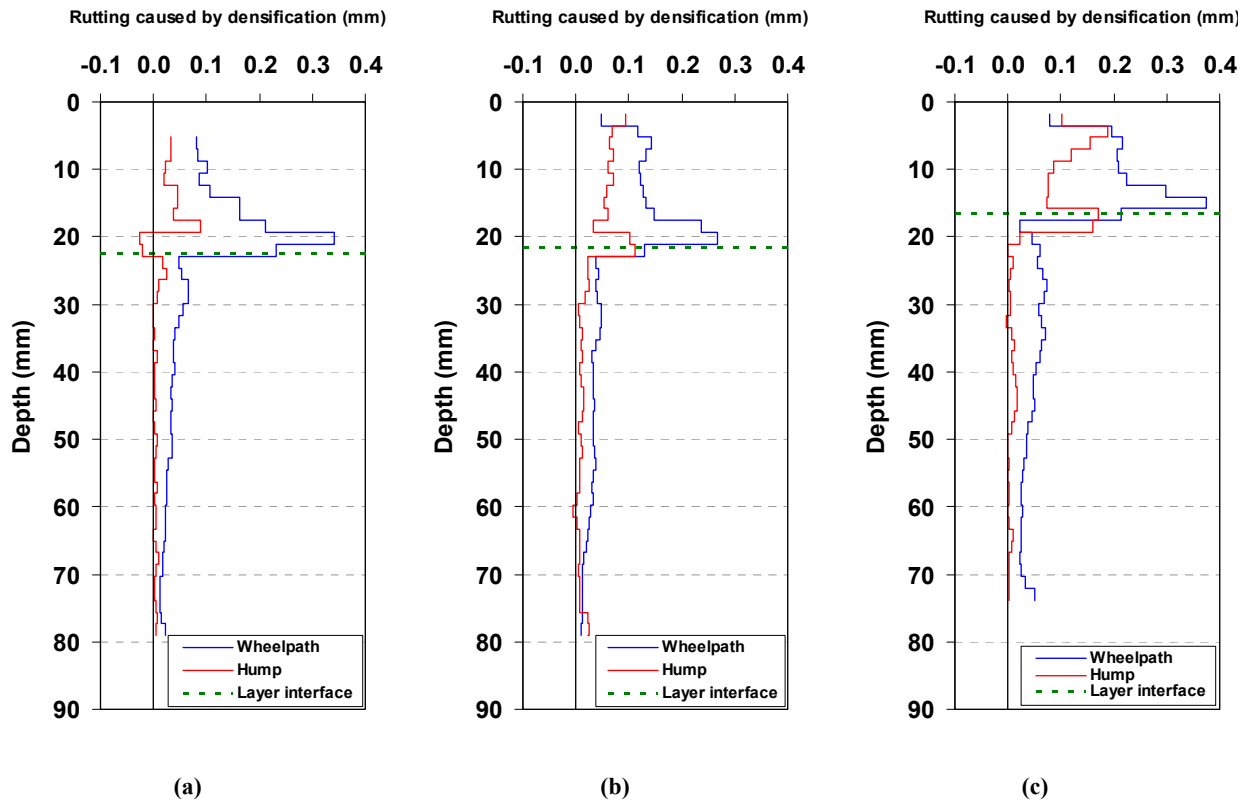 Rutting caused by densification (mm)
-0.1 0.0 0.1 0.2 0.3 0.4
0
10
20
30
40
50
60
70
80
90
Depth (mm)
Wheelpath
Hump
Layer interface
(a)
Rutting caused by densification (mm)
-0.1 0.0 0.1 0.2 0.3 0.4
0
10
20
30
40
50
60
70
80
90
Depth (mm)
Wheelpath
Hump
Layer interface
(b)
Rutting caused by densification (mm)
-0.1 0.0 0.1 0.2 0.3 0.4
0
10
20
30
40
50
60
70
80
90
Depth (mm)
Wheelpath
Hump
Layer interface
(c)